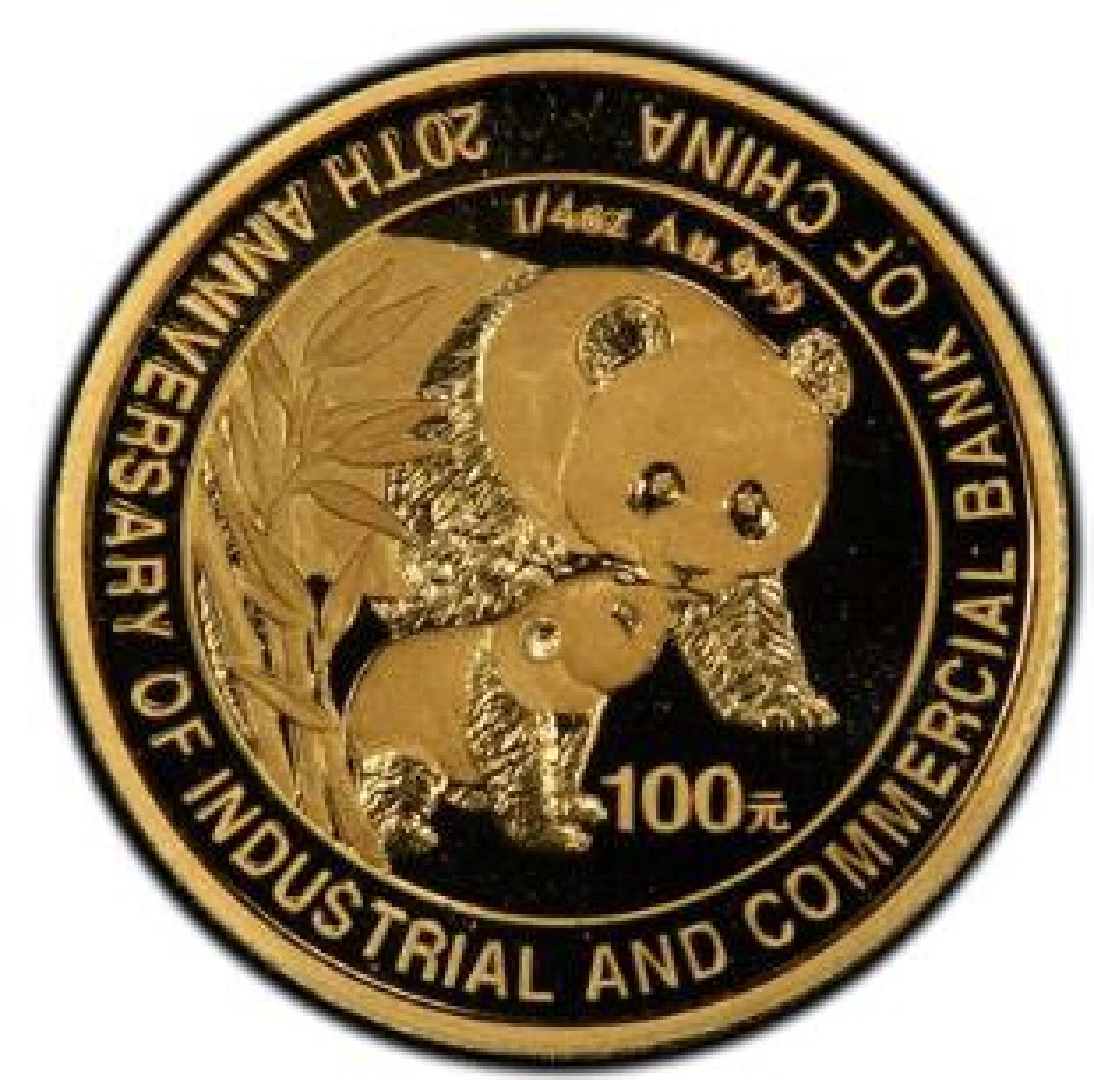 20TH ANNIVERSARY OF INDUSTRIAL AND COMMERCIAL BANK OF CHINA
1/4oz Au.999
100元